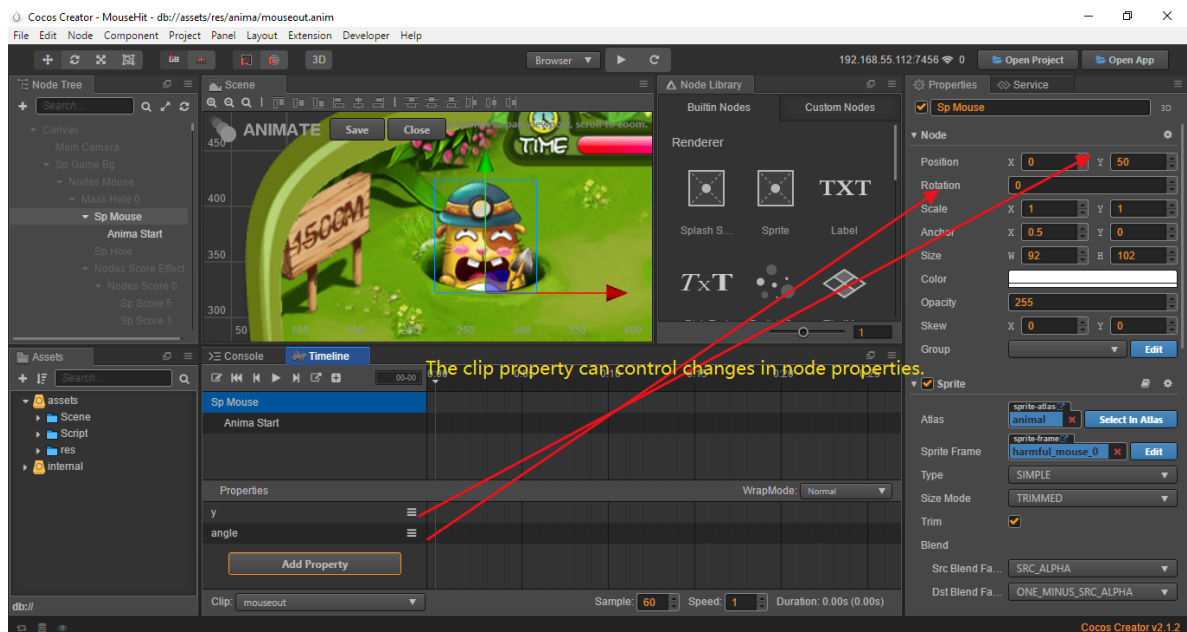 Cocos Creator - MouseHit - db://assets/res/anima/mouseout.anim
File Edit Node Component Project Panel Layout Extension Developer Help
3D
Browser
192.168.55.112:7456 0
Open Project
Open App
Node Tree
Search...
Canvas
Main Camera
Sp Game Bg
Nodes Mouse
Mask Hole 0
Sp Mouse
Anima Start
Sp Hole
Nodes Score Effect
Nodes Score 0
Sp Score 5
Sp Score 1
Scene
ANIMATE
Save
Close
scroll to zoom.
TIME
1500M
450
400
350
300
50 100 150 200 250 300 350 400
Node Library
Builtin Nodes
Custom Nodes
Renderer
TXT
Splash S... Sprite Label
TxT
1
Properties
Service
Sp Mouse
3D
Node
Position X 0 Y 50
Rotation 0
Scale X 1 Y 1
Anchor X 0.5 Y 0
Size W 92 H 102
Color
Opacity 255
Skew X 0 Y 0
Group Edit
Sprite
Atlas sprite-atlas animal Select In Atlas
Sprite Frame sprite-frame harmful_mouse_0 Edit
Type SIMPLE
Size Mode TRIMMED
Trim
Blend
Src Blend Fa... SRC_ALPHA
Dst Blend Fa... ONE_MINUS_SRC_ALPHA
Assets
Search...
assets
Scene
Script
res
internal
db://
Console
Timeline
00-00
The clip property can control changes in node properties.
Sp Mouse
Anima Start
Properties
WrapMode: Normal
y
angle
Add Property
Clip: mouseout
Sample: 60 Speed: 1 Duration: 0.00s (0.00s)
Cocos Creator v2.1.2